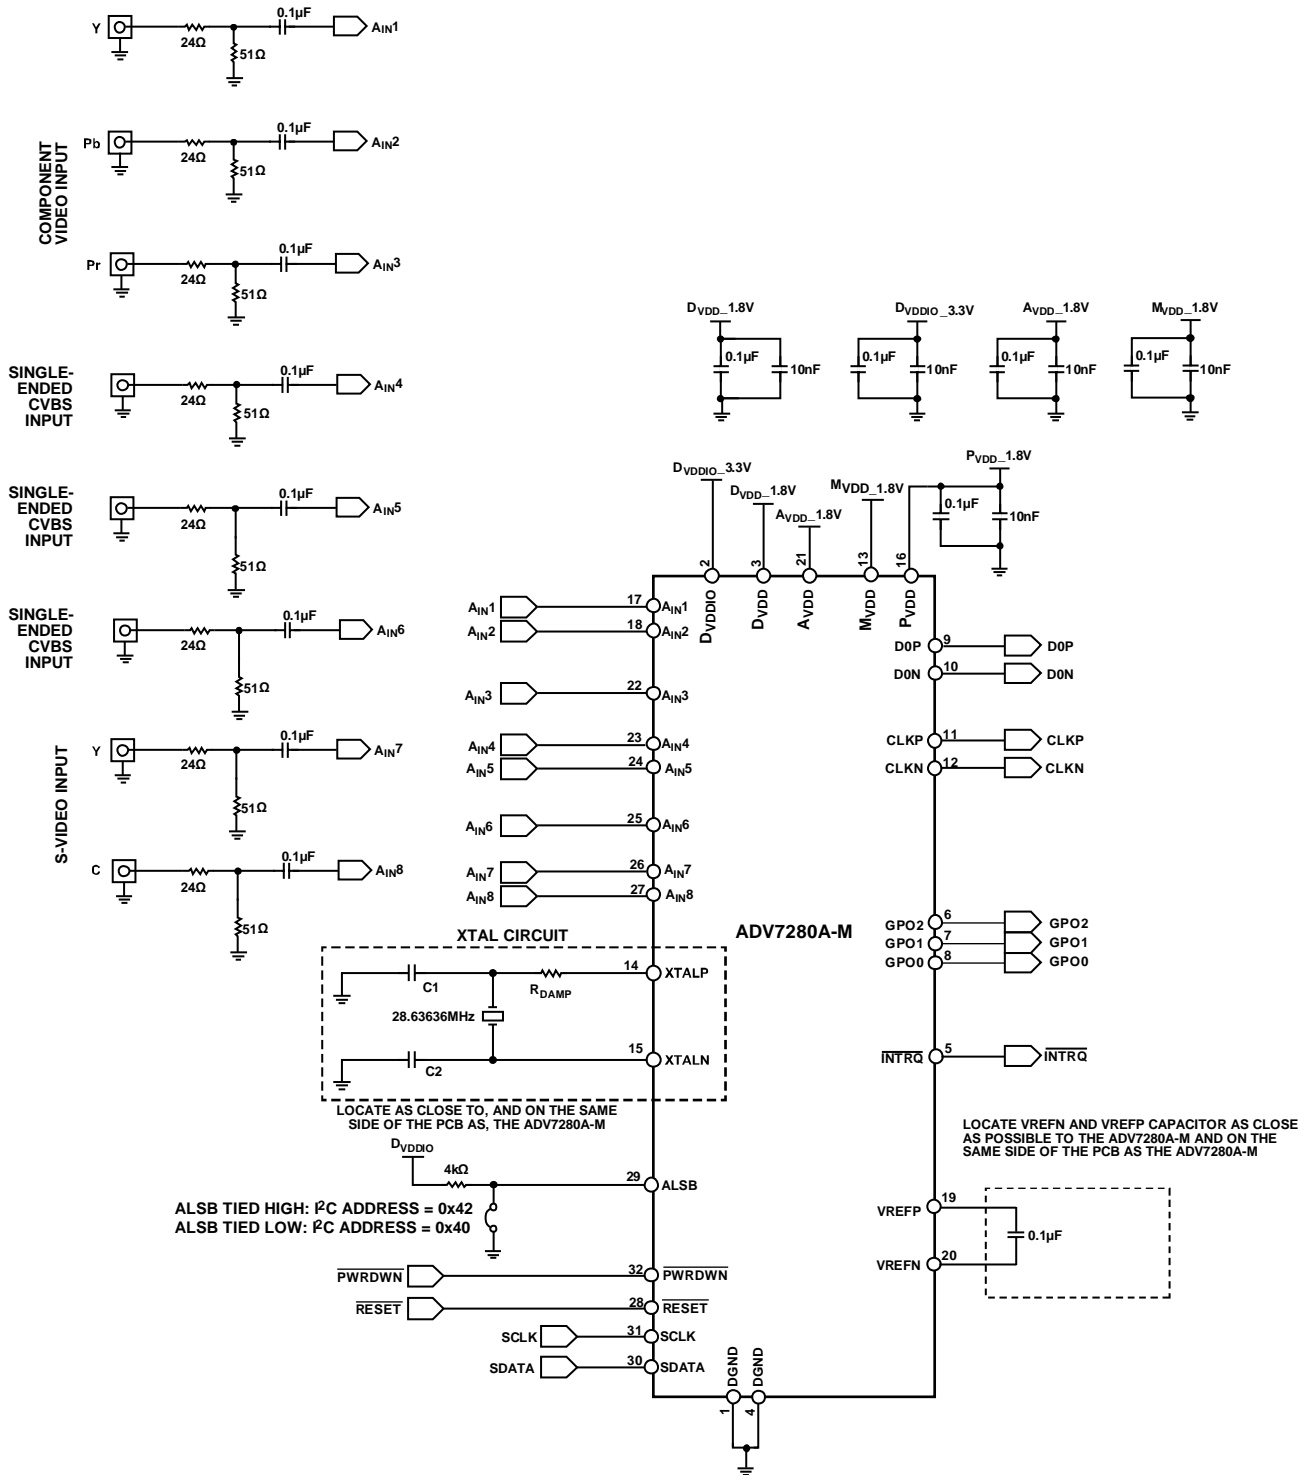 Y
24Ω
51Ω
0.1µF
AIN1
COMPONENT
VIDEO INPUT
Pb
24Ω
51Ω
0.1µF
AIN2
Pr
24Ω
51Ω
0.1µF
AIN3
SINGLE-
ENDED
CVBS
INPUT
24Ω
51Ω
0.1µF
AIN4
SINGLE-
ENDED
CVBS
INPUT
24Ω
51Ω
0.1µF
AIN5
SINGLE-
ENDED
CVBS
INPUT
24Ω
51Ω
0.1µF
AIN6
S-VIDEO INPUT
Y
24Ω
51Ω
0.1µF
AIN7
C
24Ω
51Ω
0.1µF
AIN8
DVDD_1.8V
0.1µF
10nF
DVDDIO_3.3V
0.1µF
10nF
AVDD_1.8V
0.1µF
10nF
MVDD_1.8V
0.1µF
10nF
PVDD_1.8V
0.1µF
10nF
DVDDIO_3.3V
DVDD_1.8V
AVDD_1.8V
MVDD_1.8V
2
3
21
13
16
DVDDIO
DVDD
AVDD
MVDD
PVDD
AIN1 17 AIN1
AIN2 18 AIN2
AIN3 22 AIN3
AIN4 23 AIN4
AIN5 24 AIN5
AIN6 25 AIN6
AIN7 26 AIN7
AIN8 27 AIN8
D0P 9 D0P
D0N 10 D0N
CLKP 11 CLKP
CLKN 12 CLKN
ADV7280A-M
GPO2 6 GPO2
GPO1 7 GPO1
GPO0 8 GPO0
INTRQ 5 INTRQ
XTAL CIRCUIT
C1
RDAMP
14 XTALP
28.63636MHz
C2
15 XTALN
LOCATE AS CLOSE TO, AND ON THE SAME
SIDE OF THE PCB AS, THE ADV7280A-M
DVDDIO
4kΩ
29 ALSB
ALSB TIED HIGH: I2C ADDRESS = 0x42
ALSB TIED LOW: I2C ADDRESS = 0x40
LOCATE VREFN AND VREFP CAPACITOR AS CLOSE
AS POSSIBLE TO THE ADV7280A-M AND ON THE
SAME SIDE OF THE PCB AS THE ADV7280A-M
VREFP 19
0.1µF
VREFN 20
PWRDWN 32 PWRDWN
RESET 28 RESET
SCLK 31 SCLK
SDATA 30 SDATA
DGND
DGND
1
4